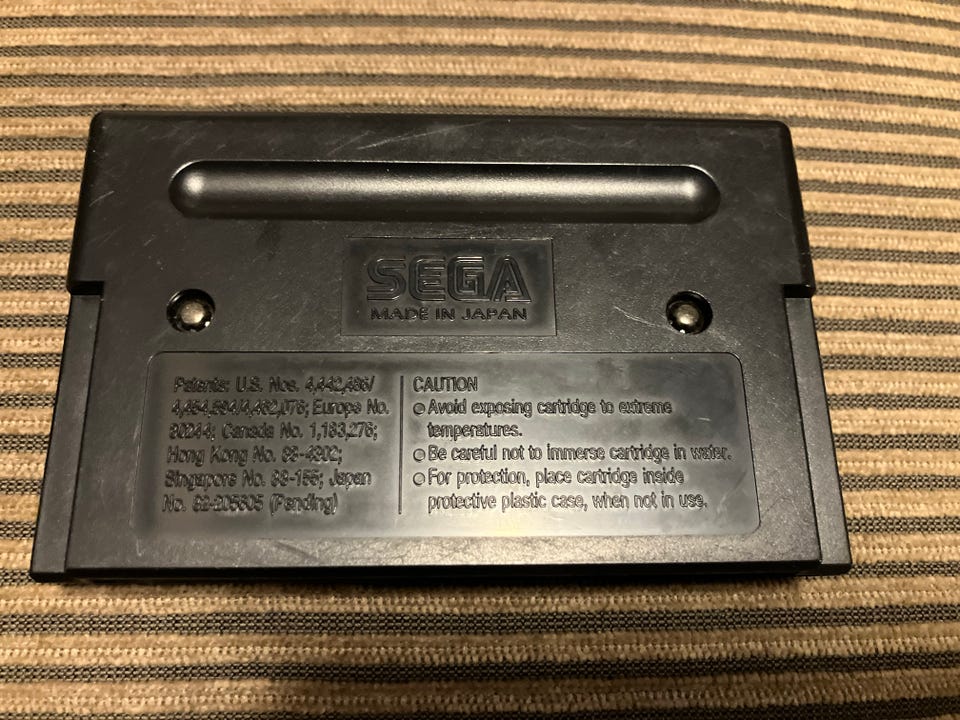 SEGA
MADE IN JAPAN
Patents: U.S. Nos. 4,442,486/
4,454,594/4,462,076; Europe No.
80244; Canada No. 1,183,276;
Hong Kong No. 88-4302;
Singapore No. 88-155; Japan
No. 82-205605 (Pending)
CAUTION
Avoid exposing cartridge to extreme
temperatures.
Be careful not to immerse cartridge in water.
For protection, place cartridge inside
protective plastic case, when not in use.